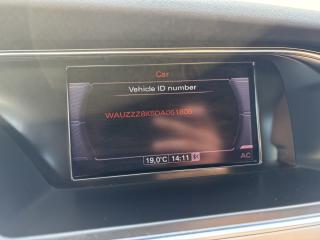 Car
Vehicle ID number
WAUZZZ8K5DA051806
19,0°C 14:11
AC